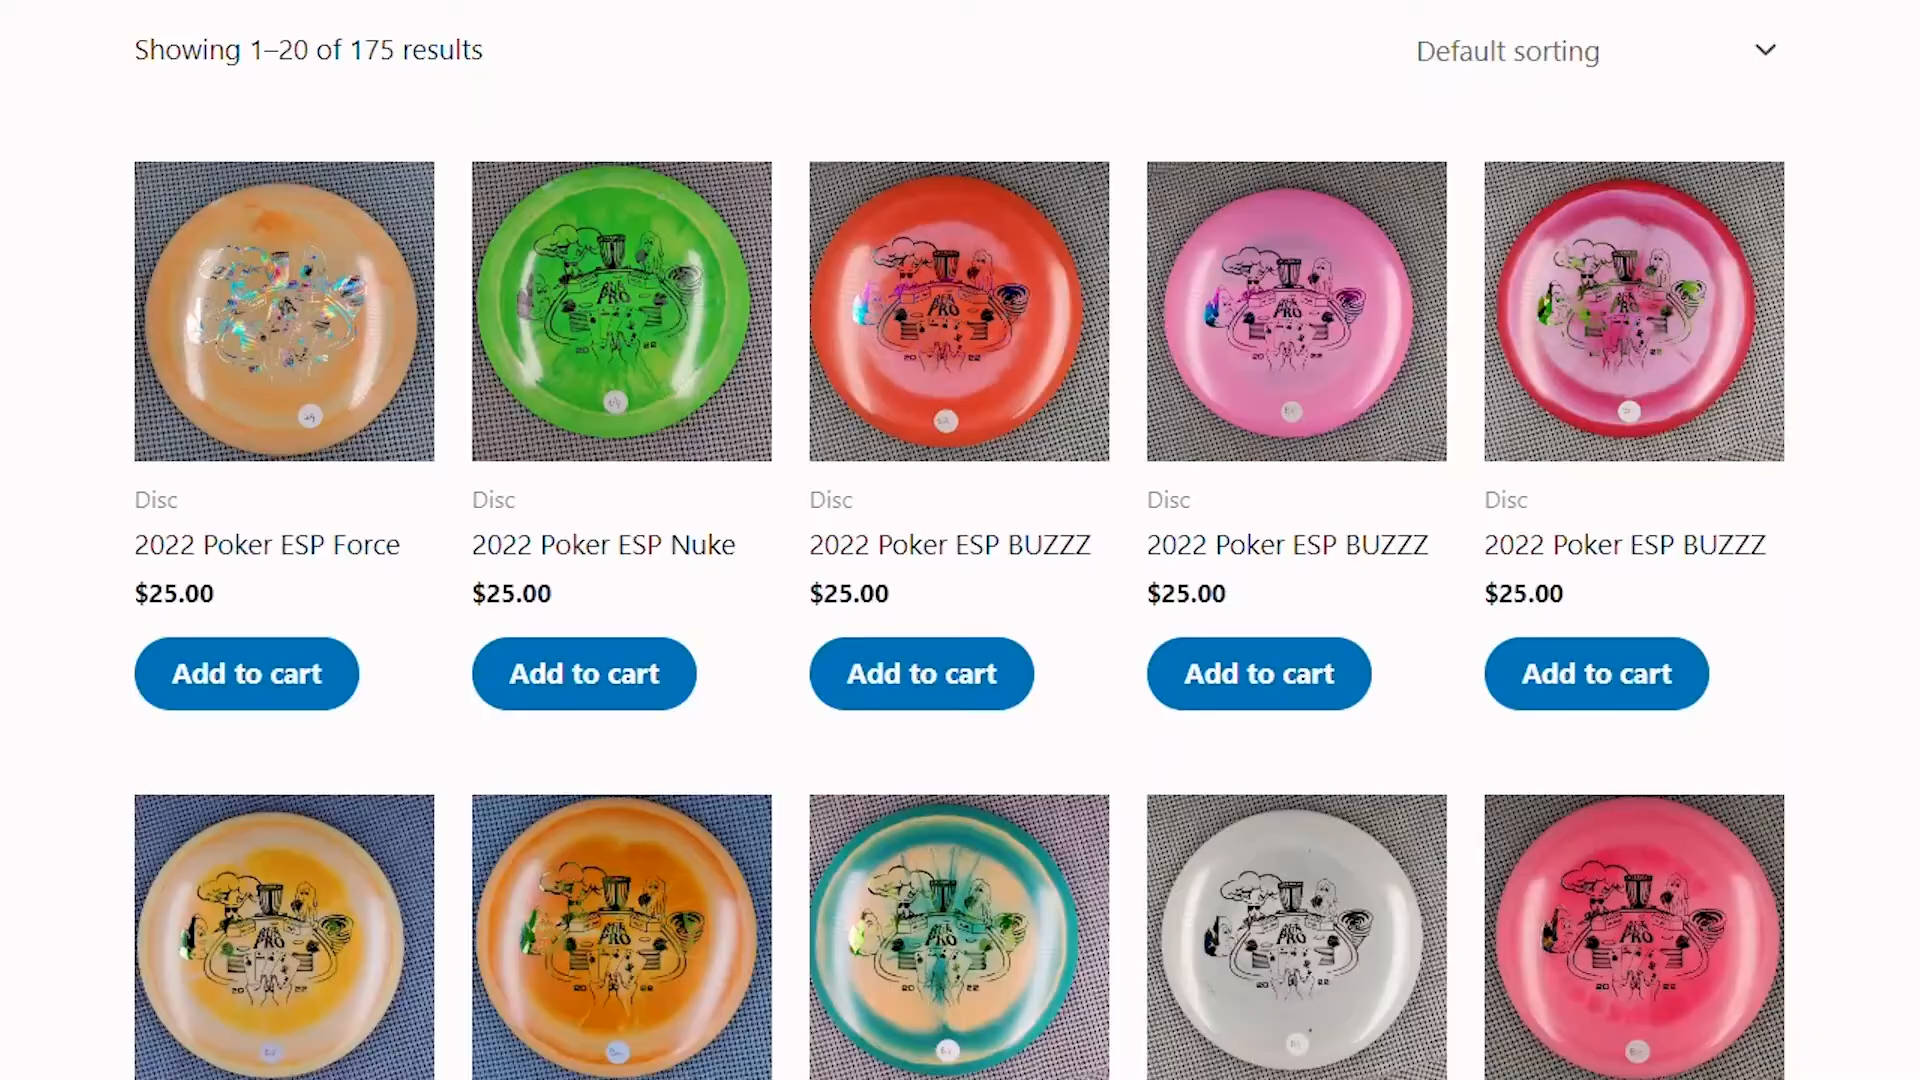 Showing 1–20 of 175 results
Default sorting
Disc
2022 Poker ESP Force
$25.00
Add to cart
Disc
2022 Poker ESP Nuke
$25.00
Add to cart
Disc
2022 Poker ESP BUZZZ
$25.00
Add to cart
Disc
2022 Poker ESP BUZZZ
$25.00
Add to cart
Disc
2022 Poker ESP BUZZZ
$25.00
Add to cart